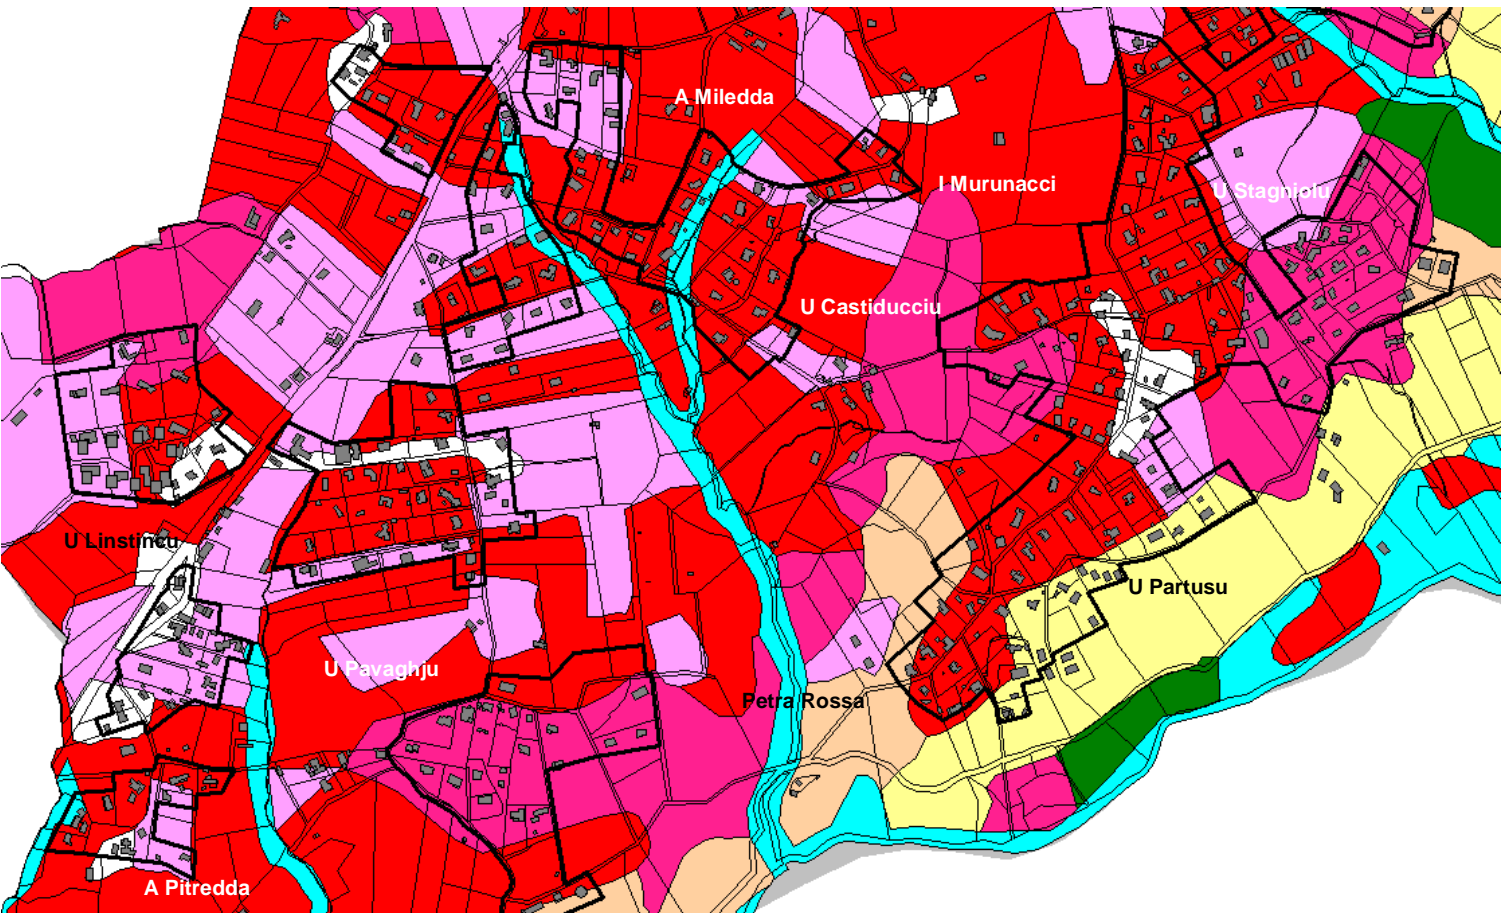 A Miledda
I Murunacci
U Stagniolu
U Castiducciu
U Linstincu
U Partusu
U Pavaghju
Petra Rossa
A Pitredda